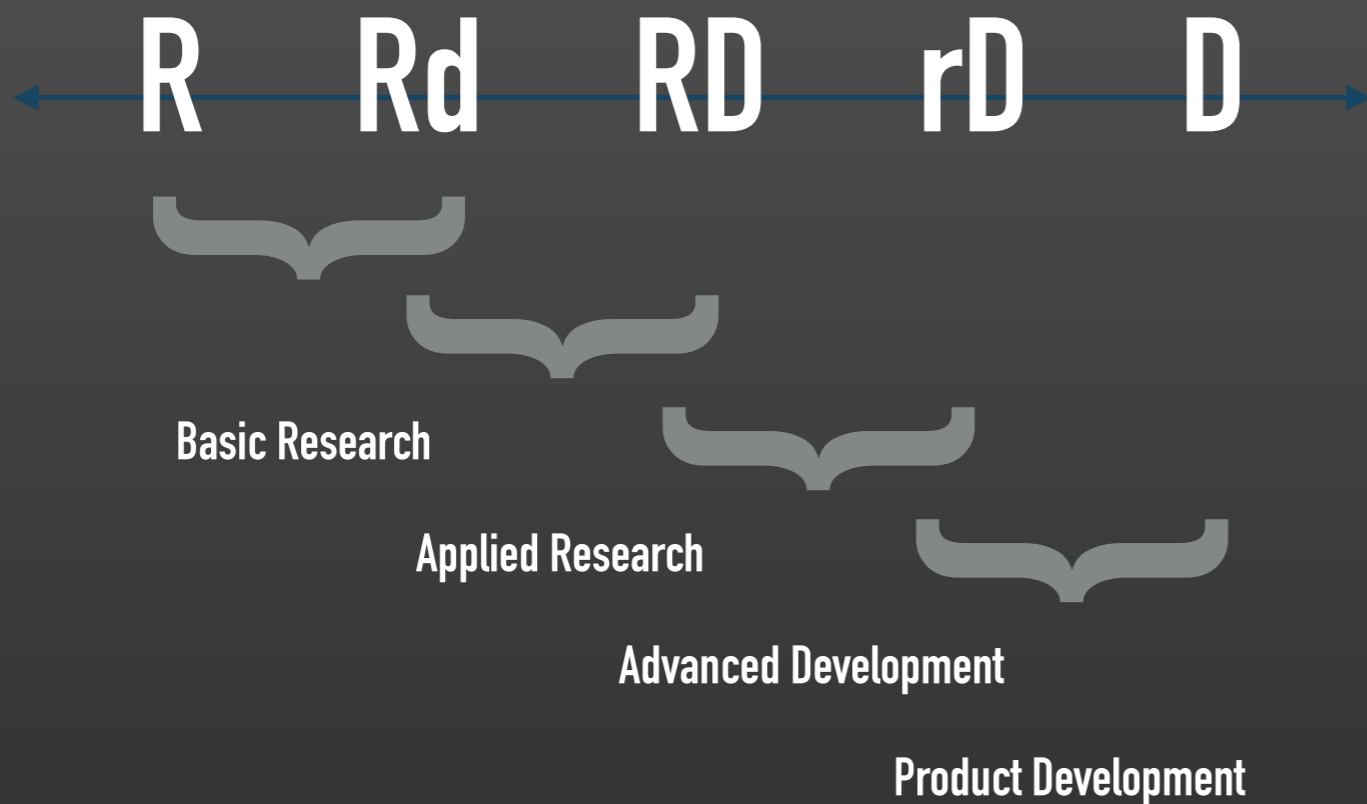 R Rd RD rD D
Basic Research
Applied Research
Advanced Development
Product Development